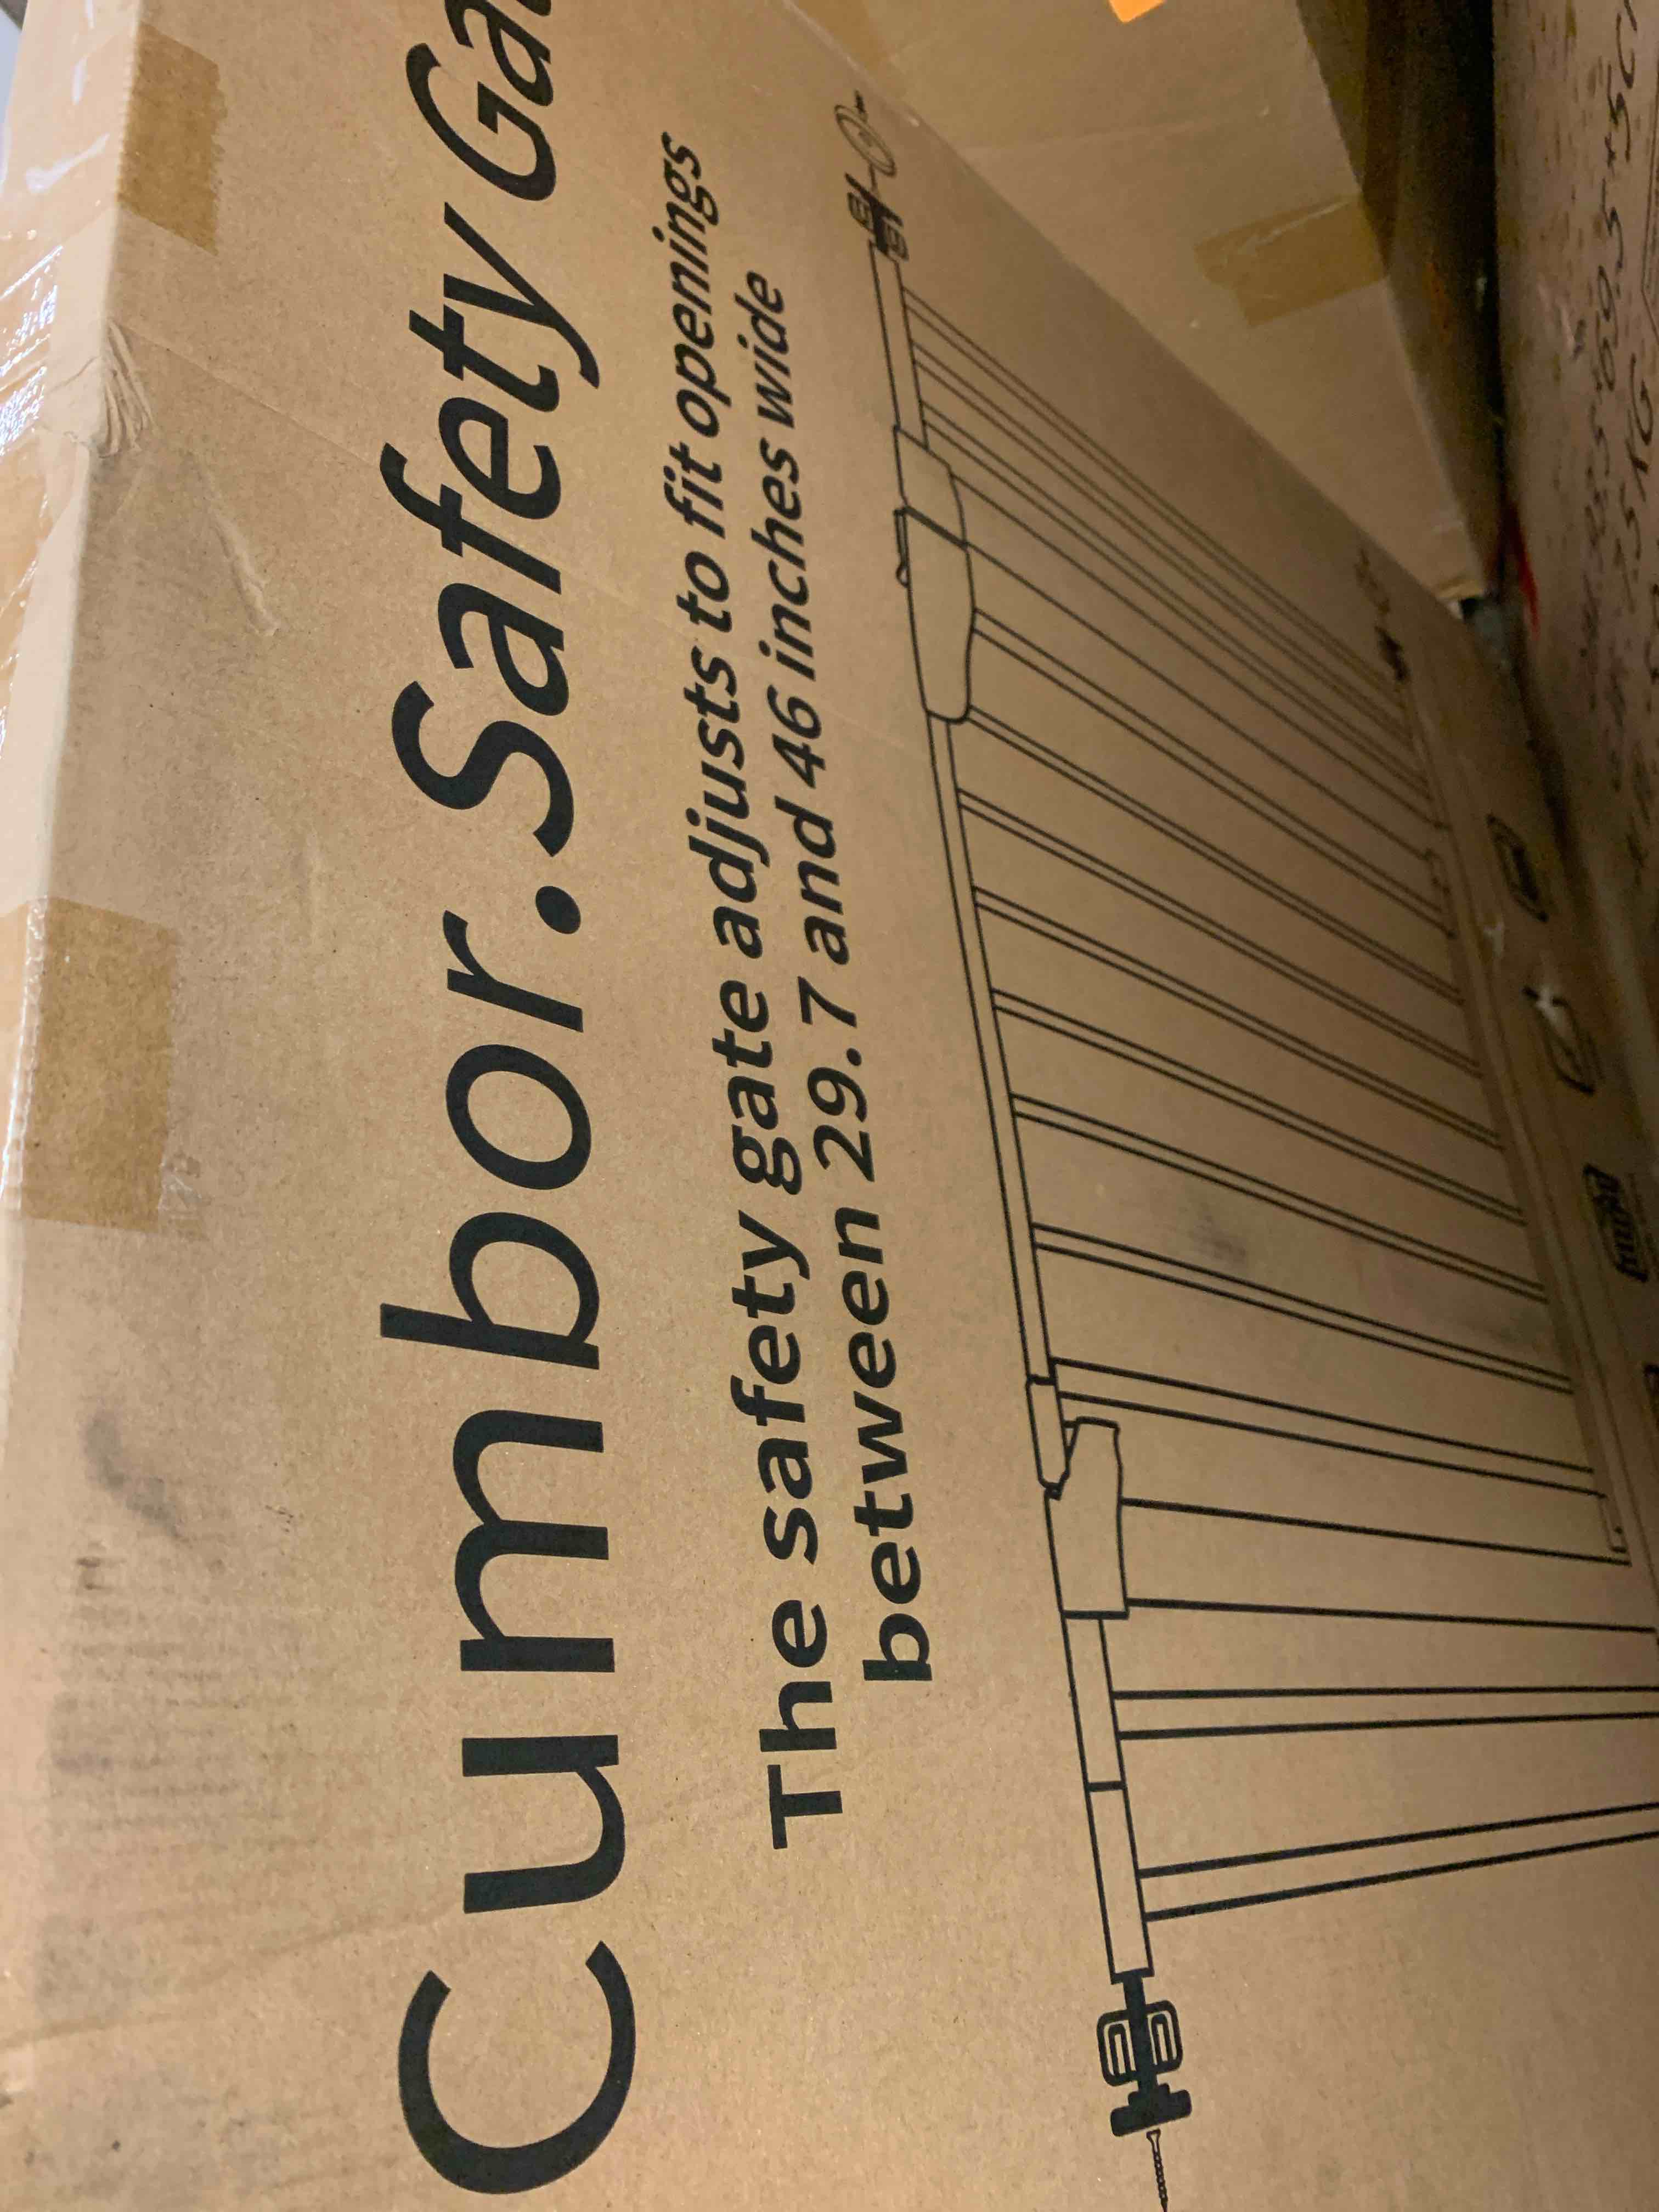 Cumbor.Safety Ga
The safety gate adjusts to fit openings
between 29.7 and 46 inches wide